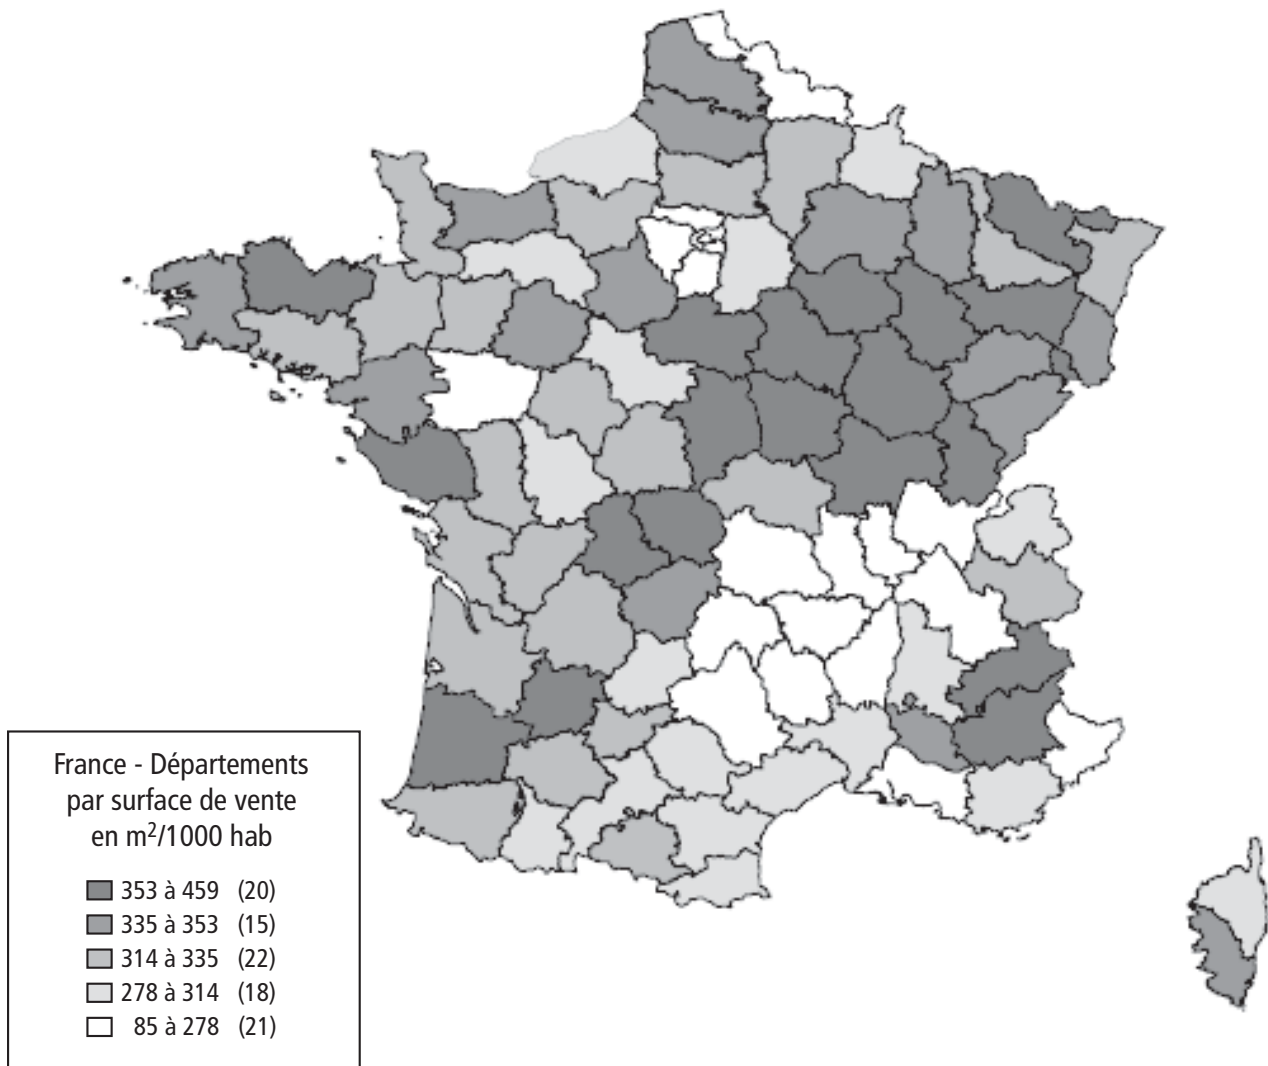 France - Départements
par surface de vente
en m²/1000 hab
353 à 459 (20)
335 à 353 (15)
314 à 335 (22)
278 à 314 (18)
85 à 278 (21)